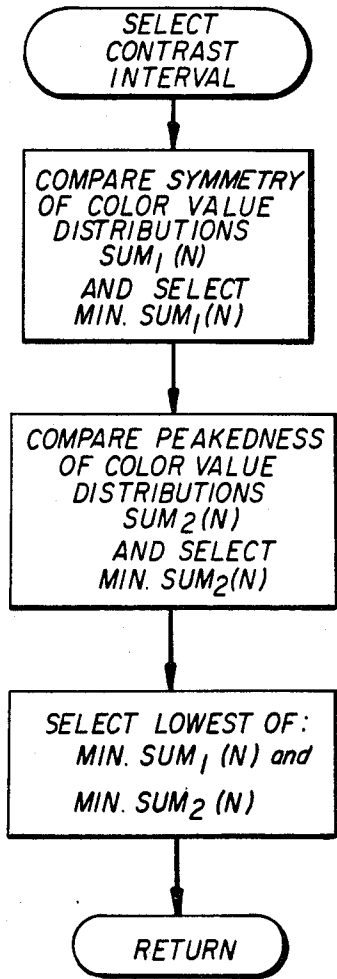 SELECT
CONTRAST
INTERVAL
COMPARE SYMMETRY
OF COLOR VALUE
DISTRIBUTIONS
SUM₁ (N)
AND SELECT
MIN. SUM₁(N)
COMPARE PEAKEDNESS
OF COLOR VALUE
DISTRIBUTIONS
SUM₂(N)
AND SELECT
MIN. SUM₂(N)
SELECT LOWEST OF:
MIN. SUM₁ (N) and
MIN. SUM₂ (N)
RETURN